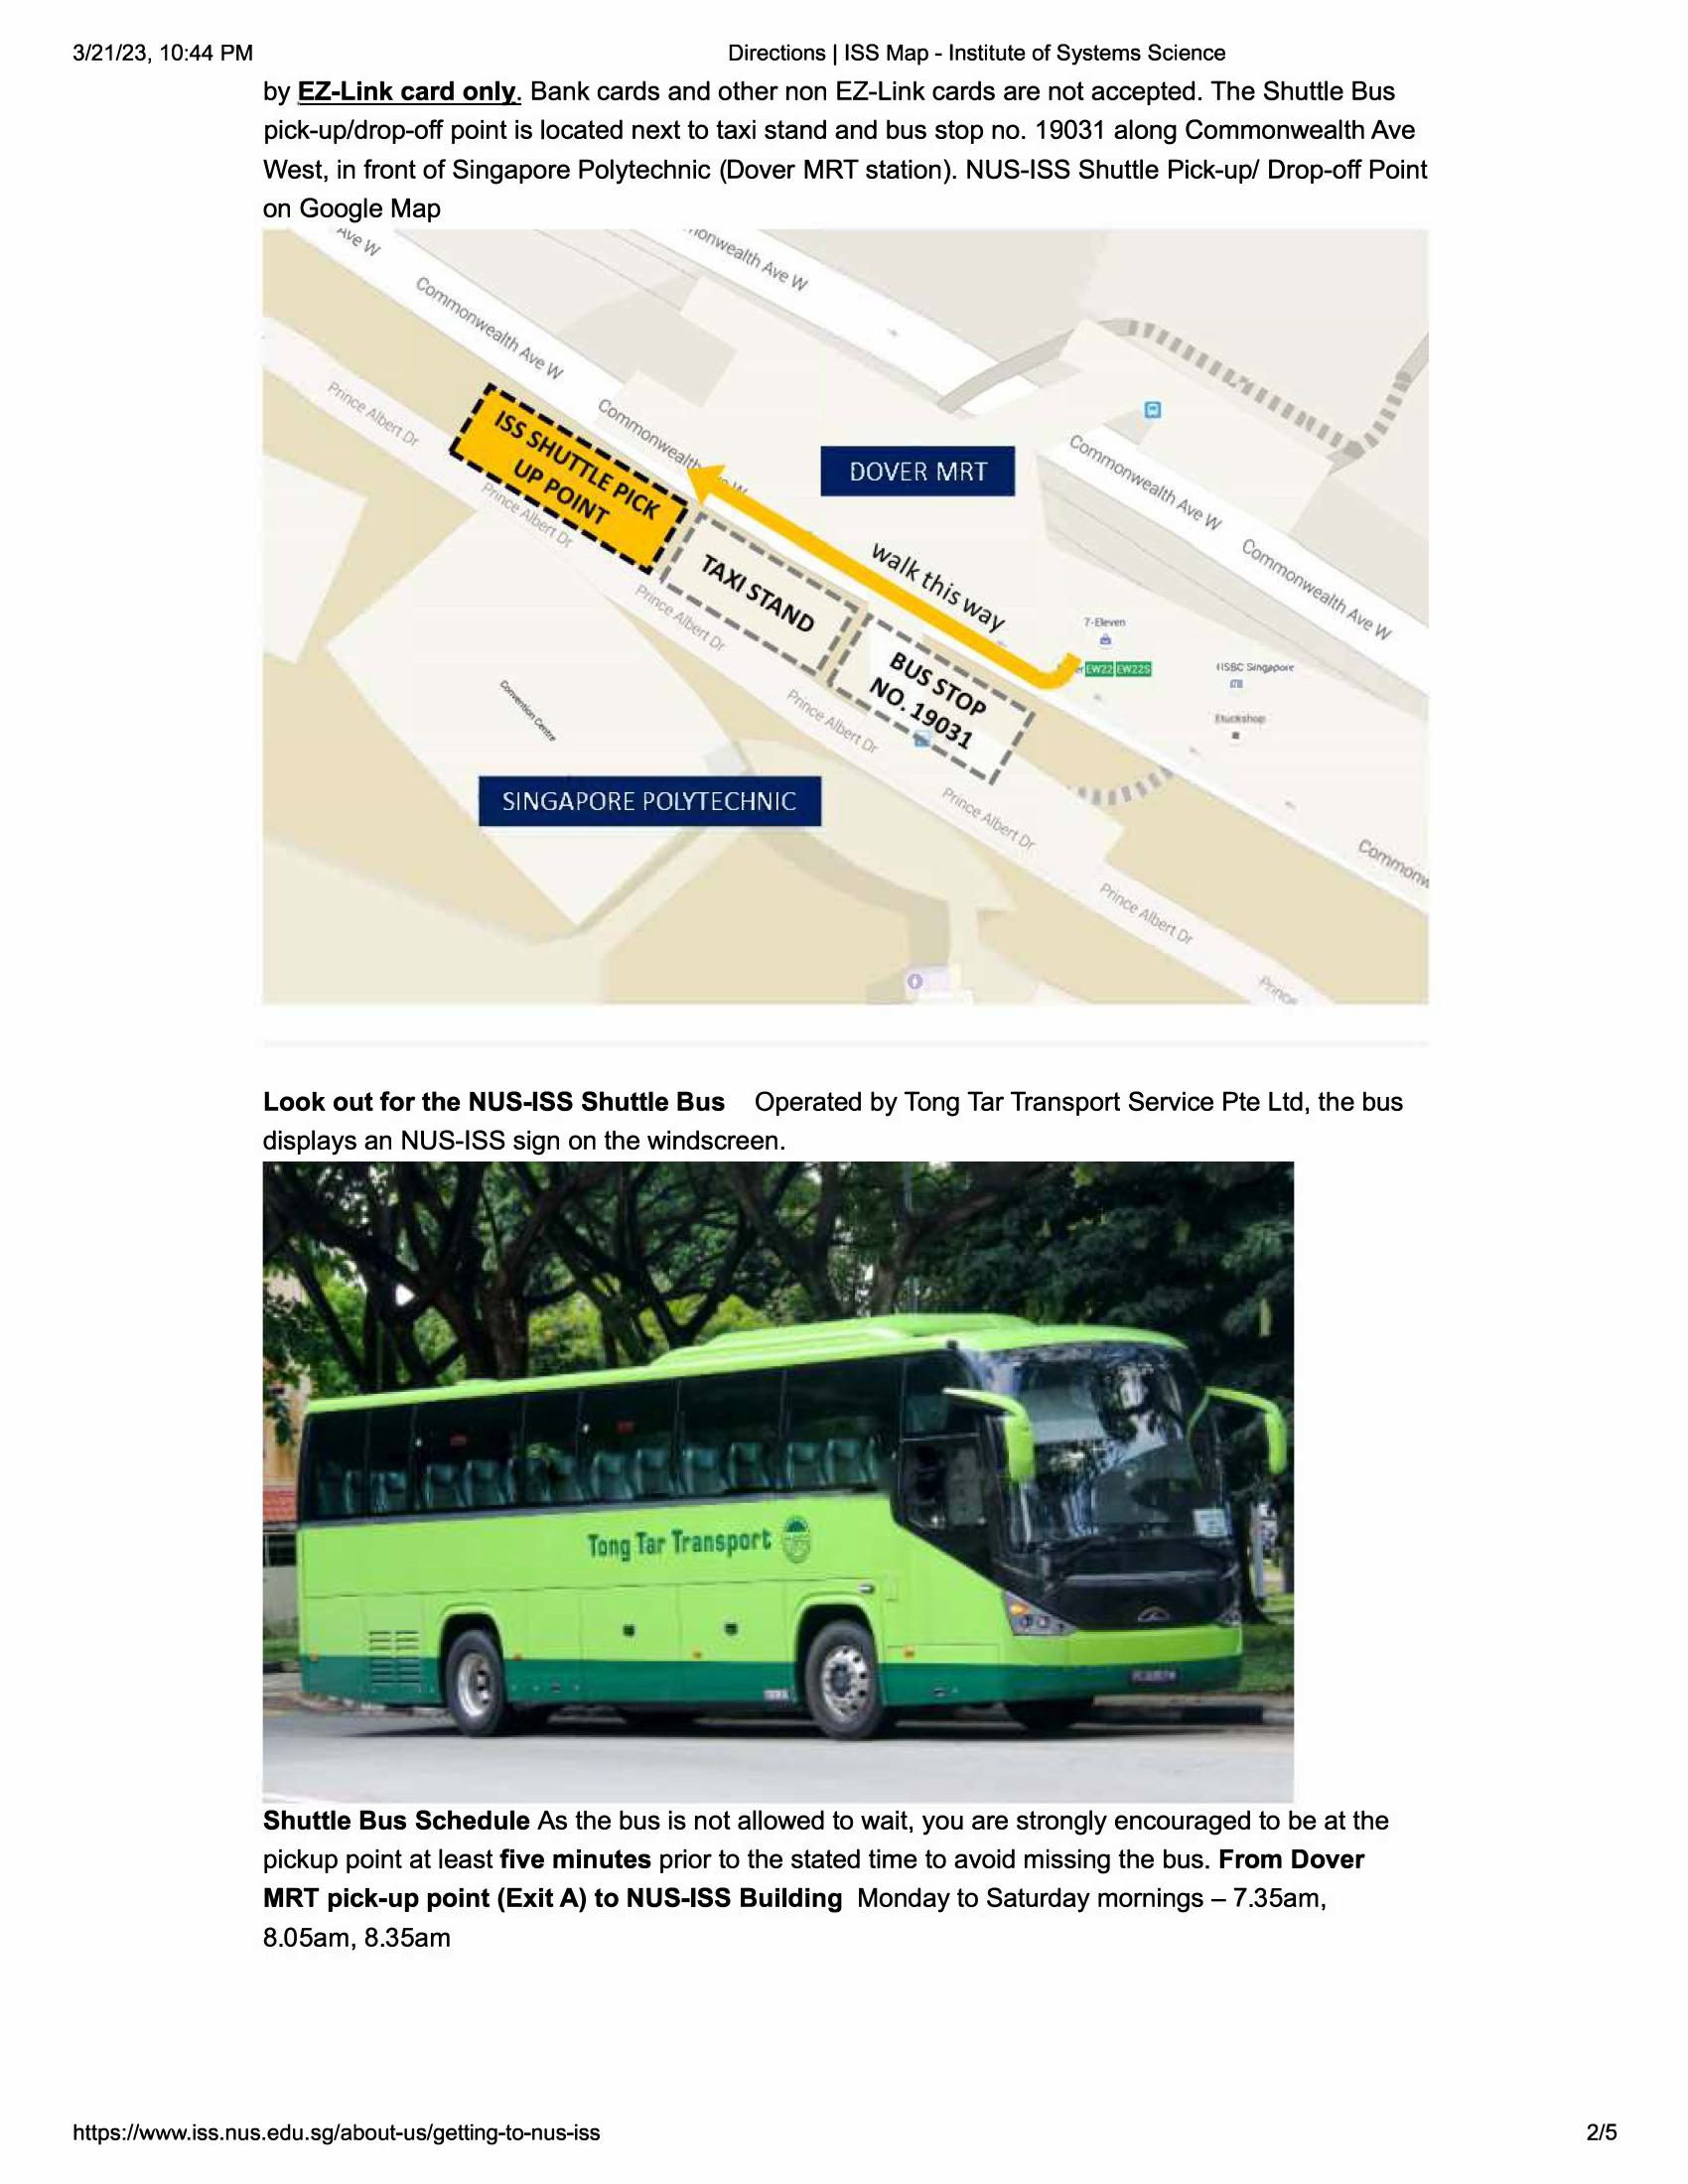 3/21/23, 10:44 PM
Directions | ISS Map - Institute of Systems Science
by EZ-Link card only. Bank cards and other non EZ-Link cards are not accepted. The Shuttle Bus
pick-up/drop-off point is located next to taxi stand and bus stop no. 19031 along Commonwealth Ave
West, in front of Singapore Polytechnic (Dover MRT station). NUS-ISS Shuttle Pick-up/ Drop-off Point
on Google Map
Ave W
onwealth Ave W
Commonwealth Ave W
Prince Albert Dr
Commonwealth
ISS SHUTTLE PICK
UP POINT
DOVER MRT
Commonwealth Ave W
Prince Albert Dr
walk this way
Commonwealth Ave W
TAXI STAND
Prince Albert Dr
7-Eleven
EW22 EW22S
HSBC Singapore
BUS STOP
NO. 19031
Convention Centre
Prince Albert Dr
Stuckshop
SINGAPORE POLYTECHNIC
Prince Albert Dr
Commonw
Prince Albert Dr
Prince
Look out for the NUS-ISS Shuttle Bus Operated by Tong Tar Transport Service Pte Ltd, the bus
displays an NUS-ISS sign on the windscreen.
Tong Tar Transport
Shuttle Bus Schedule As the bus is not allowed to wait, you are strongly encouraged to be at the
pickup point at least five minutes prior to the stated time to avoid missing the bus. From Dover
MRT pick-up point (Exit A) to NUS-ISS Building Monday to Saturday mornings – 7.35am,
8.05am, 8.35am
https://www.iss.nus.edu.sg/about-us/getting-to-nus-iss
2/5